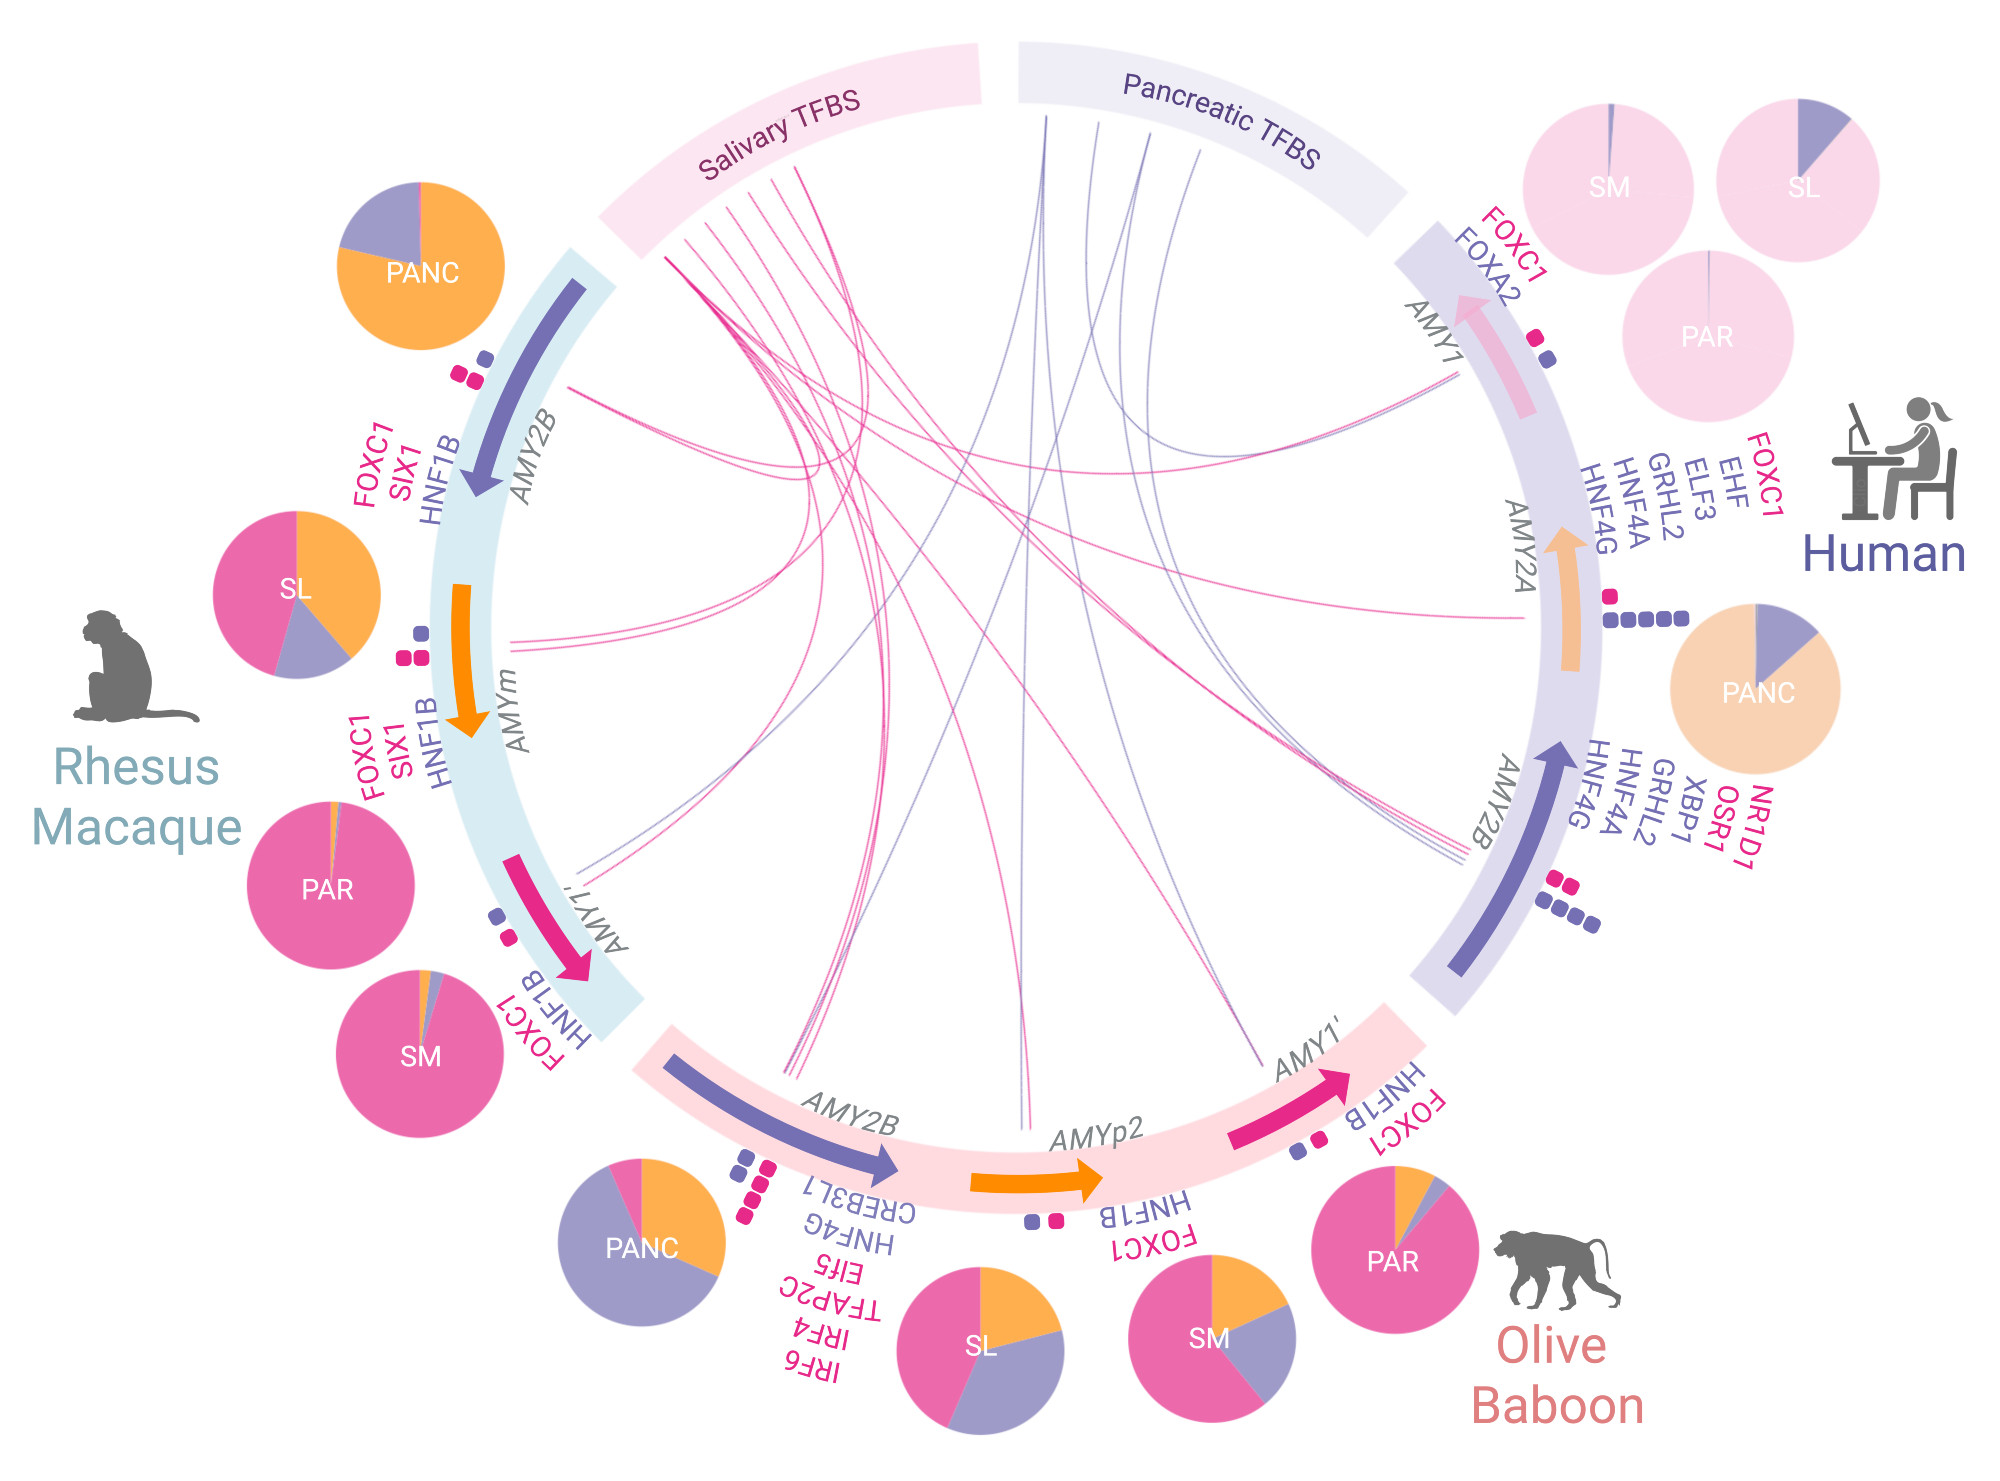 Salivary TFBS
Pancreatic TFBS
SM
SL
PAR
FOXC1
FOXA2
AMY1
FOXC1
EHF
ELF3
GRHL2
HNF4A
HNF4G
AMY2A
Human
PANC
NR1D1
OSR1
XBP1
GRHL2
HNF4A
HNF4G
AMY2B
AMY1'
HNF1B
FOXC1
PAR
Olive
Baboon
AMYp2
HNF1B
FOXC1
SM
SL
AMY2B
CREB3L1
HNF4G
Elf5
TFAP2C
IRF4
IRF6
PANC
AMY1'
HNF1B
FOXC1
SM
PAR
AMYm
FOXC1
SIX1
HNF1B
Rhesus
Macaque
SL
AMY2B
FOXC1
SIX1
HNF1B
PANC